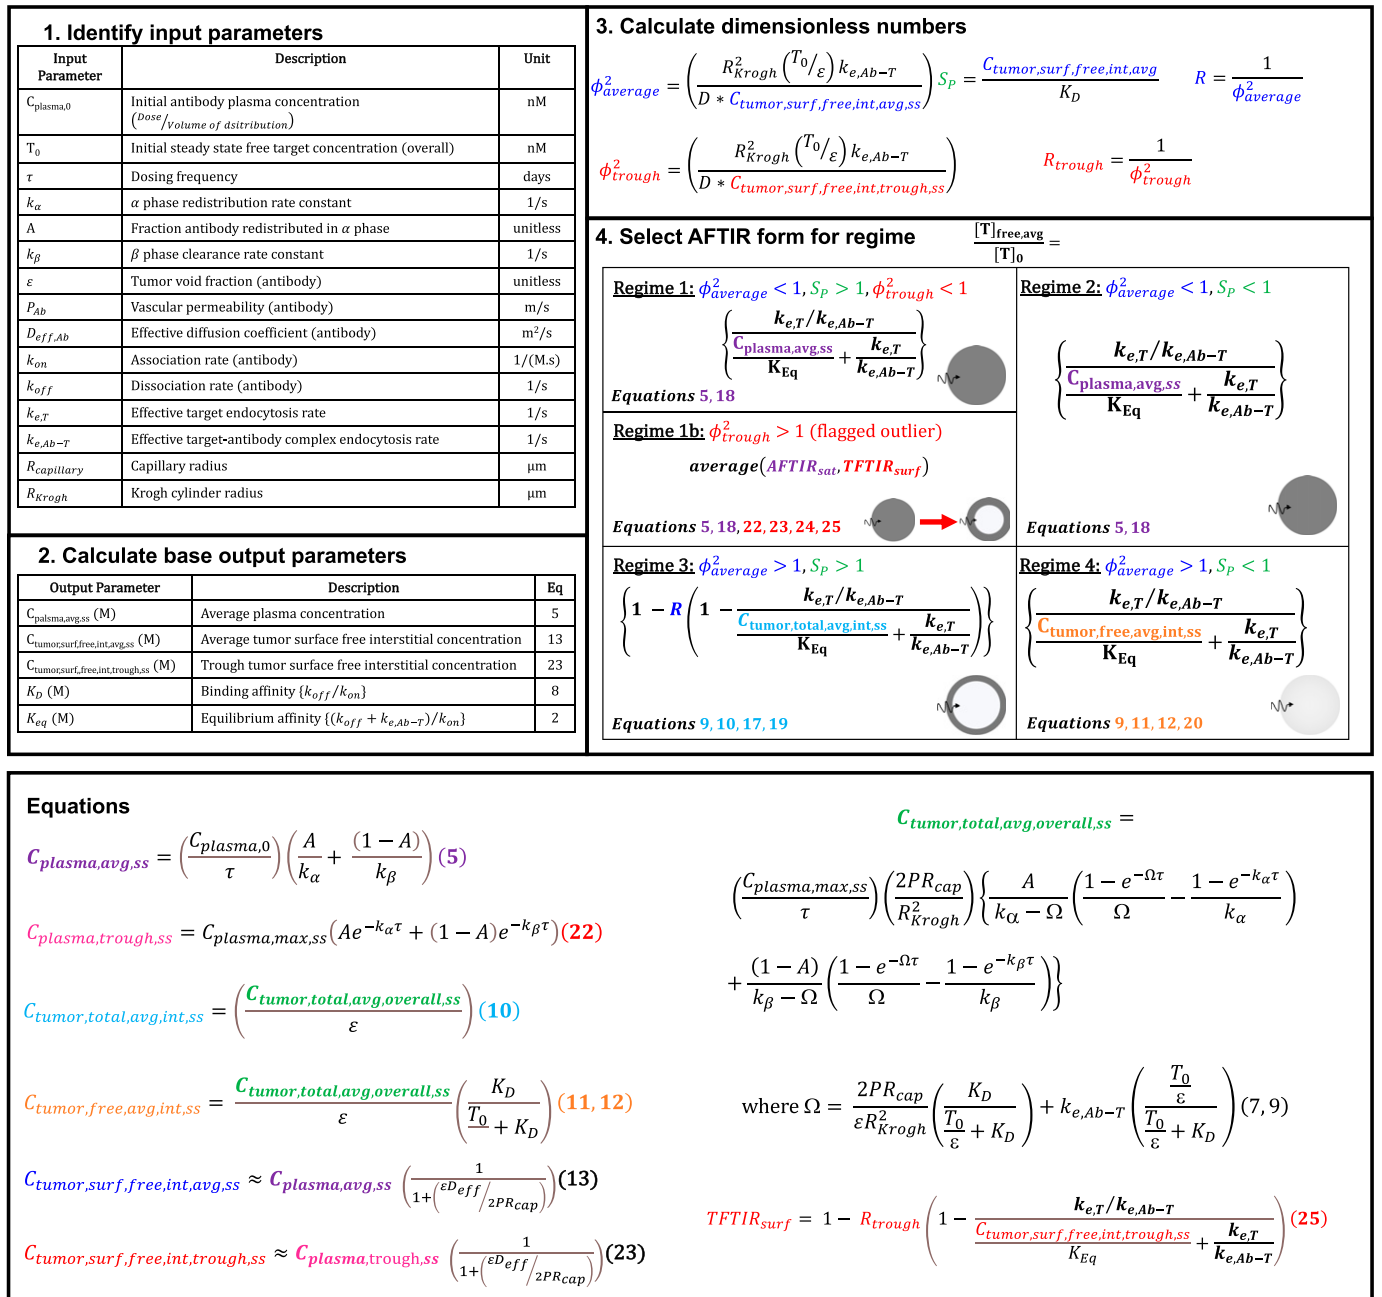 1. Identify input parameters
Input Parameter | Description | Unit
C_plasma,0 | Initial antibody plasma concentration (Dose/Volume of dsitribution) | nM
T_0 | Initial steady state free target concentration (overall) | nM
τ | Dosing frequency | days
k_α | α phase redistribution rate constant | 1/s
A | Fraction antibody redistributed in α phase | unitless
k_β | β phase clearance rate constant | 1/s
ε | Tumor void fraction (antibody) | unitless
P_Ab | Vascular permeability (antibody) | m/s
D_eff,Ab | Effective diffusion coefficient (antibody) | m²/s
k_on | Association rate (antibody) | 1/(M.s)
k_off | Dissociation rate (antibody) | 1/s
k_e,T | Effective target endocytosis rate | 1/s
k_e,Ab−T | Effective target-antibody complex endocytosis rate | 1/s
R_capillary | Capillary radius | μm
R_Krogh | Krogh cylinder radius | μm
2. Calculate base output parameters
Output Parameter | Description | Eq
C_palsma,avg,ss (M) | Average plasma concentration | 5
C_tumor,surf,free,int,avg,ss (M) | Average tumor surface free interstitial concentration | 13
C_tumor,surf,,free,int,trough,ss (M) | Trough tumor surface free interstitial concentration | 23
K_D (M) | Binding affinity {k_off/k_on} | 8
K_eq (M) | Equilibrium affinity {(k_off + k_e,Ab−T)/k_on} | 2
3. Calculate dimensionless numbers
ϕ²_average = (R²_Krogh (T_0/ε) k_e,Ab−T / D * C_tumor,surf,free,int,avg,ss) S_P = C_tumor,surf,free,int,avg / K_D R = 1 / ϕ²_average
ϕ²_trough = (R²_Krogh (T_0/ε) k_e,Ab−T / D * C_tumor,surf,free,int,trough,ss) R_trough = 1 / ϕ²_trough
4. Select AFTIR form for regime [T]_free,avg / [T]_0 =
Regime 1: ϕ²_average < 1, S_P > 1, ϕ²_trough < 1
{k_e,T/k_e,Ab−T / (C_plasma,avg,ss / K_Eq + k_e,T / k_e,Ab−T)}
Equations 5, 18
Regime 1b: ϕ²_trough > 1 (flagged outlier)
average(AFTIR_sat, TFTIR_surf)
Equations 5, 18, 22, 23, 24, 25
Regime 2: ϕ²_average < 1, S_P < 1
{k_e,T/k_e,Ab−T / (C_plasma,avg,ss / K_Eq + k_e,T / k_e,Ab−T)}
Equations 5, 18
Regime 3: ϕ²_average > 1, S_P > 1
{1 − R (1 − k_e,T/k_e,Ab−T / (C_tumor,total,avg,int,ss / K_Eq + k_e,T / k_e,Ab−T))}
Equations 9, 10, 17, 19
Regime 4: ϕ²_average > 1, S_P < 1
{k_e,T/k_e,Ab−T / (C_tumor,free,avg,int,ss / K_Eq + k_e,T / k_e,Ab−T)}
Equations 9, 11, 12, 20
Equations
C_plasma,avg,ss = (C_plasma,0 / τ) (A / k_α + (1 − A) / k_β) (5)
C_plasma,trough,ss = C_plasma,max,ss(Ae^−k_ατ + (1 − A)e^−k_βτ) (22)
C_tumor,total,avg,int,ss = (C_tumor,total,avg,overall,ss / ε) (10)
C_tumor,free,avg,int,ss = C_tumor,total,avg,overall,ss / ε (K_D / (T_0 / + K_D)) (11, 12)
C_tumor,surf,free,int,avg,ss ≈ C_plasma,avg,ss (1 / 1+(εD_eff/2PR_cap)) (13)
C_tumor,surf,free,int,trough,ss ≈ C_plasma,trough,ss (1 / 1+(εD_eff/2PR_cap)) (23)
C_tumor,total,avg,overall,ss =
(C_plasma,max,ss / τ) (2PR_cap / R²_Krogh) {A / (k_α − Ω) ((1 − e^−Ωτ) / Ω − (1 − e^−k_ατ) / k_α)
+ (1 − A) / (k_β − Ω) ((1 − e^−Ωτ) / Ω − (1 − e^−k_βτ) / k_β)}
where Ω = 2PR_cap / εR²_Krogh (K_D / (T_0/ε + K_D)) + k_e,Ab−T (T_0/ε / (T_0/ε + K_D)) (7, 9)
TFTIR_surf = 1 − R_trough (1 − k_e,T/k_e,Ab−T / (C_tumor,surf,free,int,trough,ss / K_Eq + k_e,T / k_e,Ab−T)) (25)